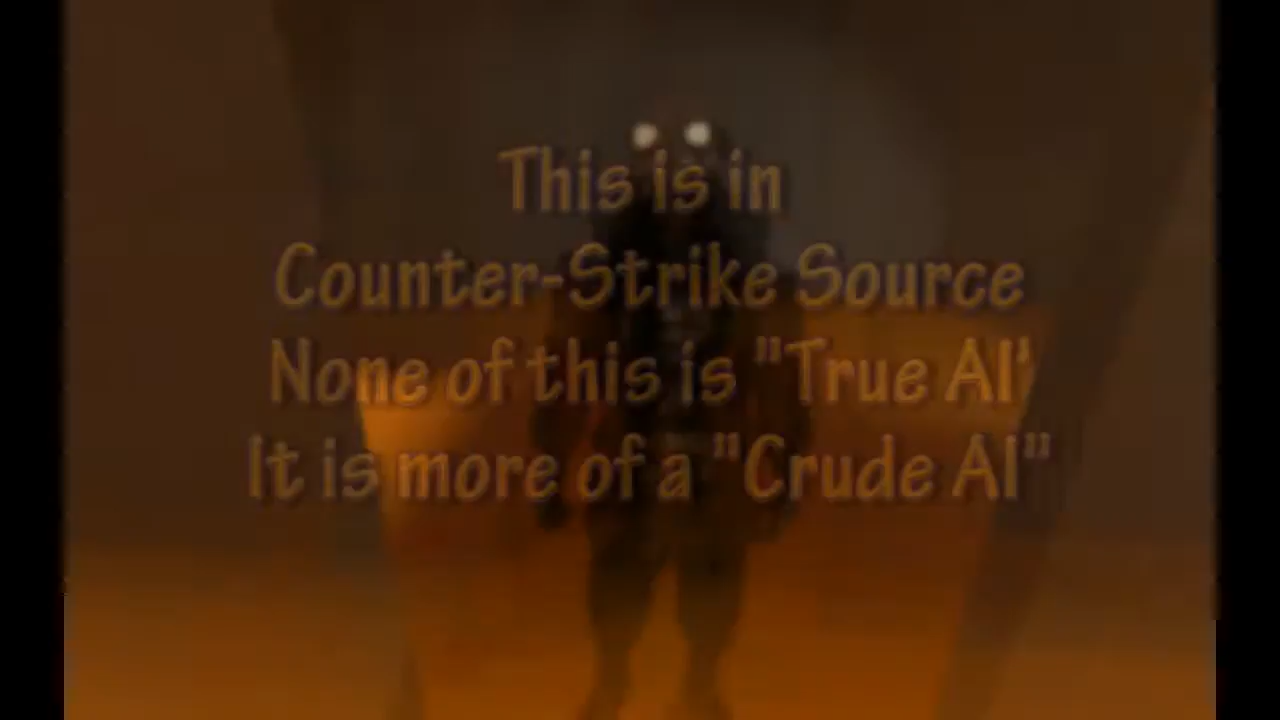 This is in
Counter-Strike Source
None of this is "True AI'
It is more of a "Crude AI"